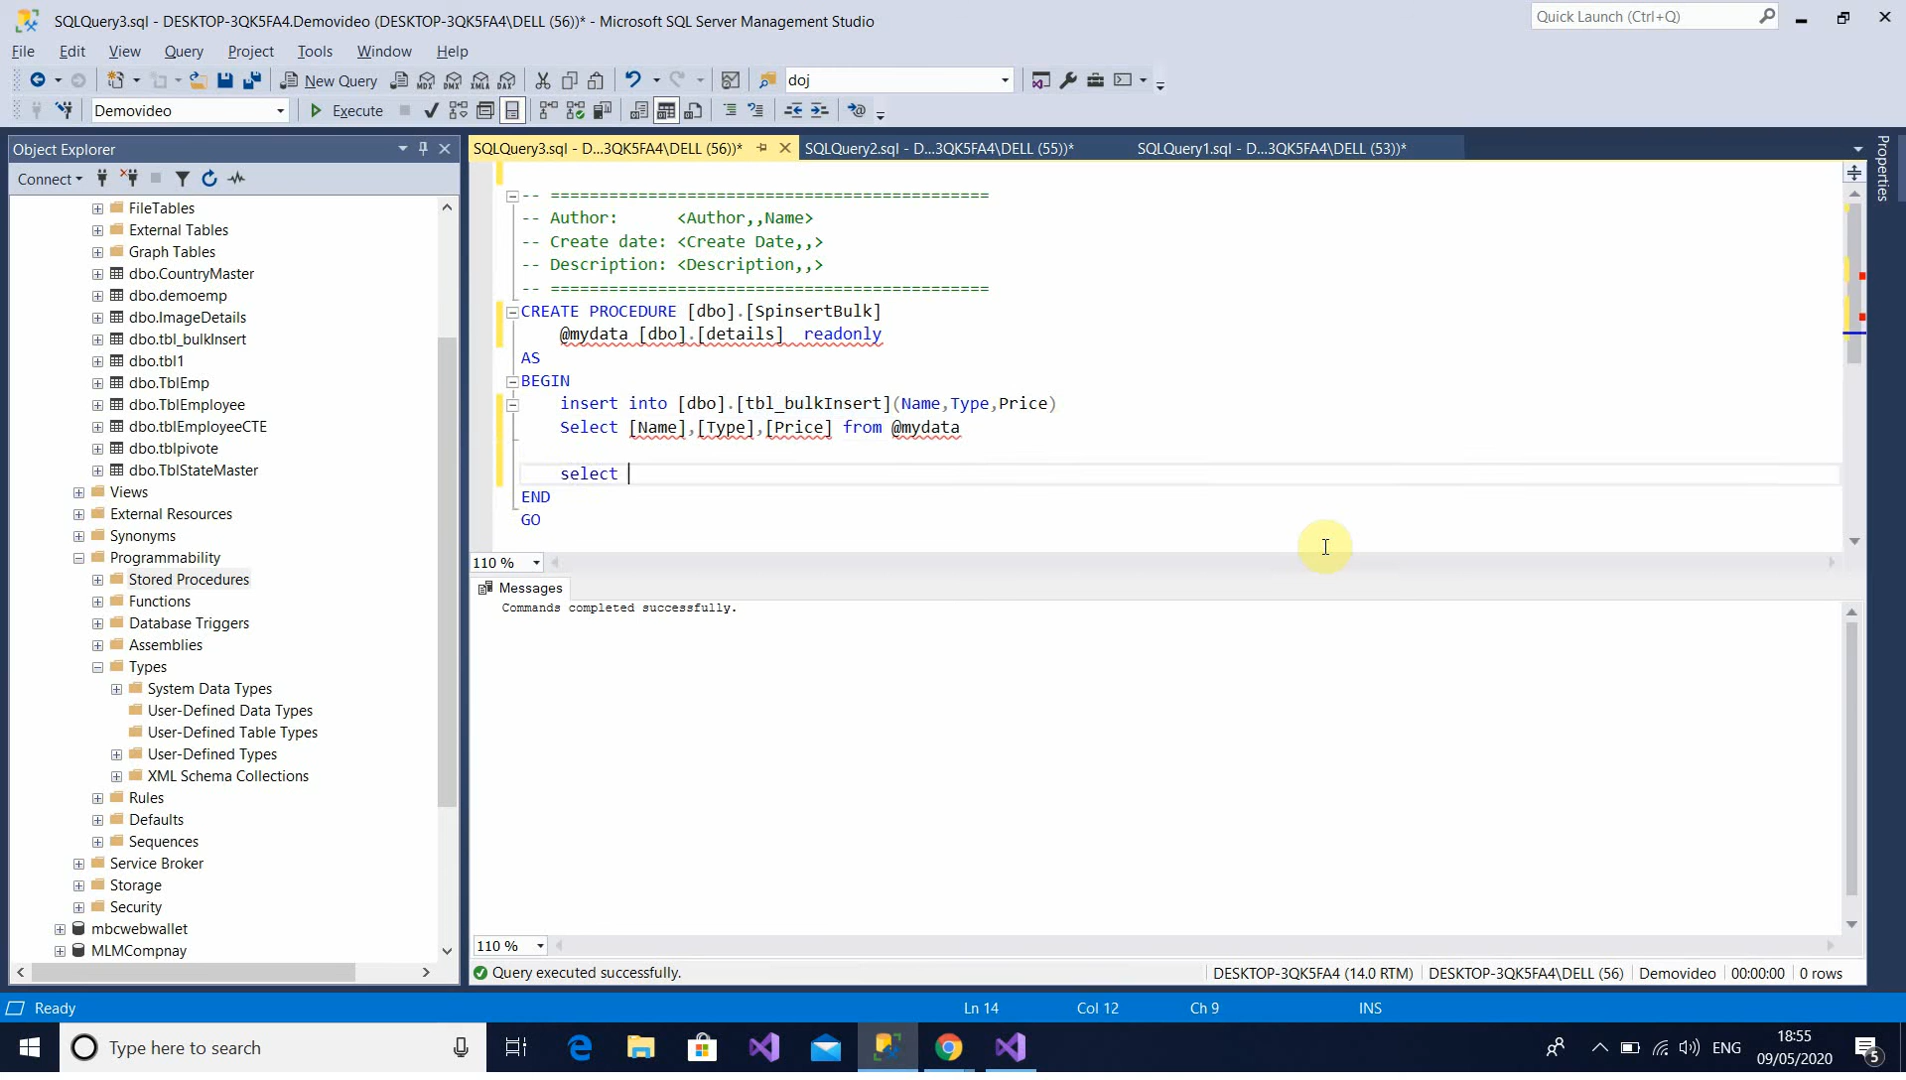 SQLQuery3.sql - DESKTOP-3QK5FA4.Demovideo (DESKTOP-3QK5FA4\DELL (56))* - Microsoft SQL Server Management Studio
Quick Launch (Ctrl+Q)
File Edit View Query Project Tools Window Help
New Query
MDX DMX XMLA DAX
doj
Demovideo
Execute
Object Explorer
Connect
FileTables
External Tables
Graph Tables
dbo.CountryMaster
dbo.demoemp
dbo.ImageDetails
dbo.tbl_bulkInsert
dbo.tbl1
dbo.TblEmp
dbo.TblEmployee
dbo.tblEmployeeCTE
dbo.tblpivote
dbo.TblStateMaster
Views
External Resources
Synonyms
Programmability
Stored Procedures
Functions
Database Triggers
Assemblies
Types
System Data Types
User-Defined Data Types
User-Defined Table Types
User-Defined Types
XML Schema Collections
Rules
Defaults
Sequences
Service Broker
Storage
Security
mbcwebwallet
MLMCompnay
SQLQuery3.sql - D...3QK5FA4\DELL (56))*
SQLQuery2.sql - D...3QK5FA4\DELL (55))*
SQLQuery1.sql - D...3QK5FA4\DELL (53))*
Properties
-- =============================================
-- Author: <Author,,Name>
-- Create date: <Create Date,,>
-- Description: <Description,,>
-- =============================================
CREATE PROCEDURE [dbo].[SpinsertBulk]
@mydata [dbo].[details] readonly
AS
BEGIN
insert into [dbo].[tbl_bulkInsert](Name,Type,Price)
Select [Name],[Type],[Price] from @mydata
select
END
GO
110 %
Messages
Commands completed successfully.
110 %
Query executed successfully.
DESKTOP-3QK5FA4 (14.0 RTM)
DESKTOP-3QK5FA4\DELL (56)
Demovideo
00:00:00
0 rows
Ready
Ln 14
Col 12
Ch 9
INS
Type here to search
ENG
18:55
09/05/2020
5